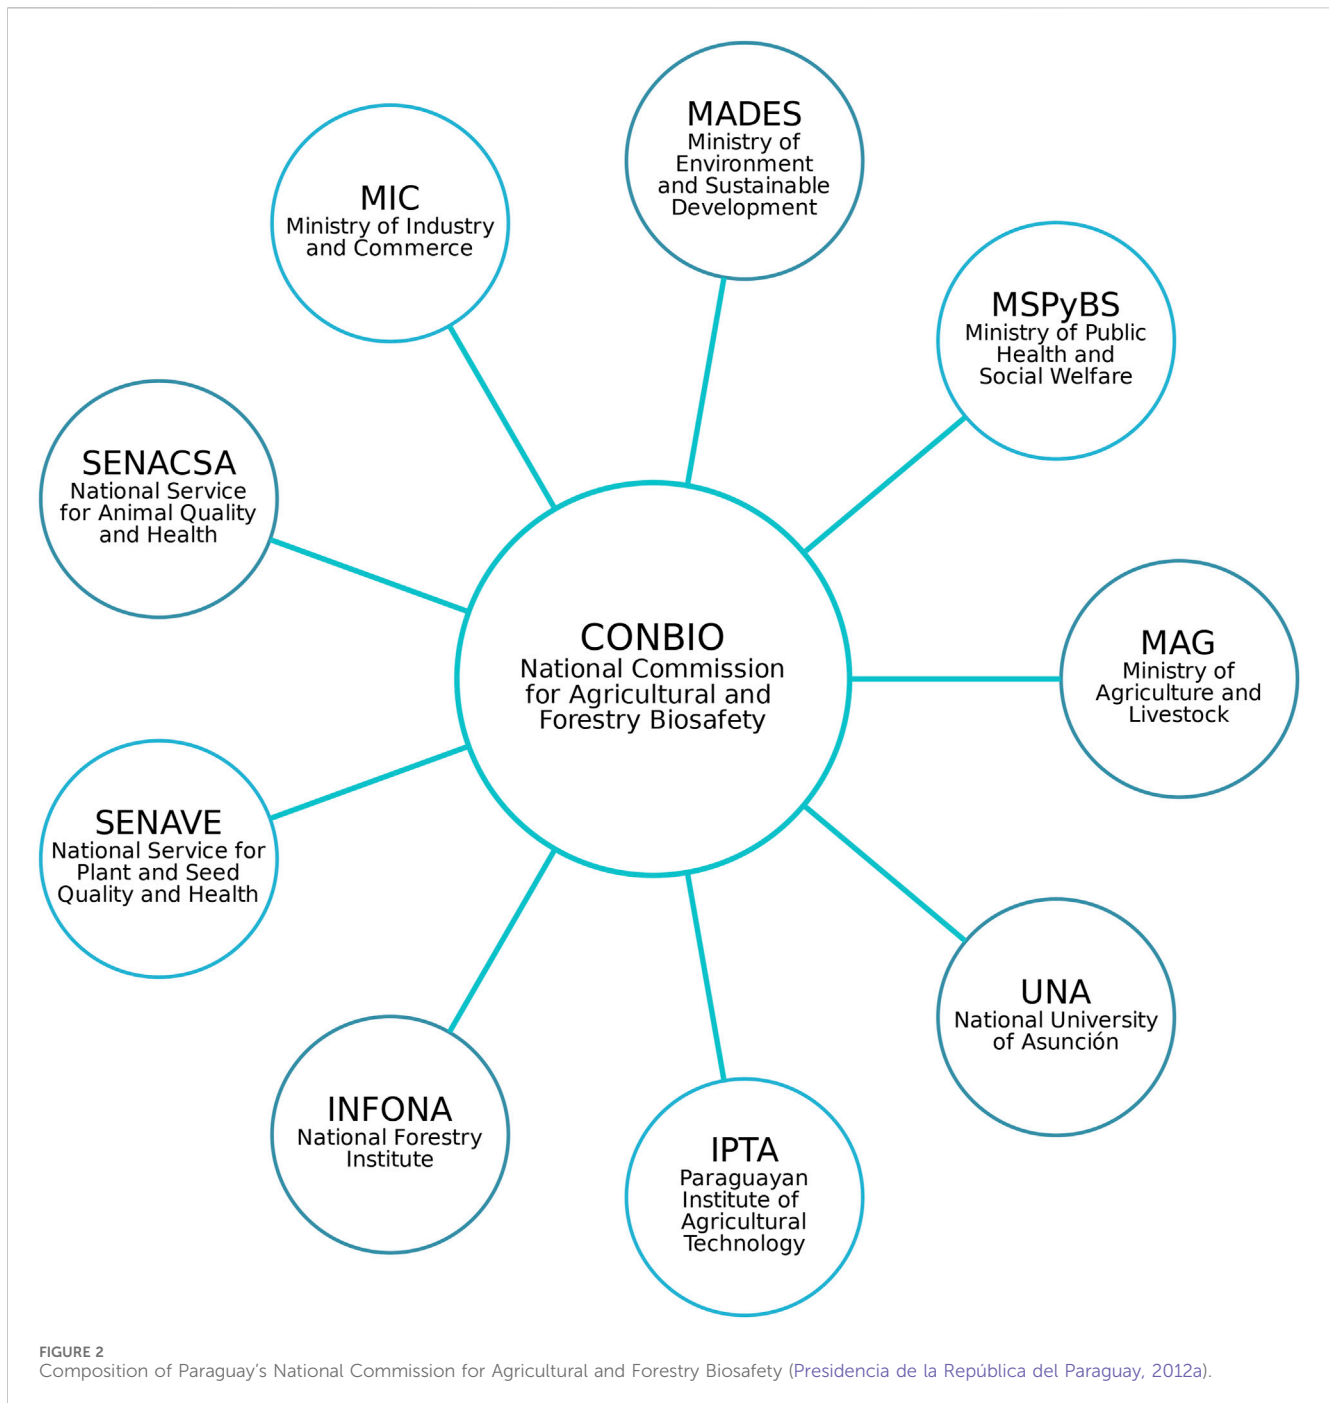 MADES
Ministry of
Environment
and Sustainable
Development
MIC
Ministry of Industry
and Commerce
MSPyBS
Ministry of Public
Health and
Social Welfare
SENACSA
National Service
for Animal Quality
and Health
CONBIO
National Commission
for Agricultural and
Forestry Biosafety
MAG
Ministry of
Agriculture and
Livestock
SENAVE
National Service for
Plant and Seed
Quality and Health
UNA
National University
of Asunción
INFONA
National Forestry
Institute
IPTA
Paraguayan
Institute of
Agricultural
Technology
FIGURE 2
Composition of Paraguay's National Commission for Agricultural and Forestry Biosafety (Presidencia de la República del Paraguay, 2012a).